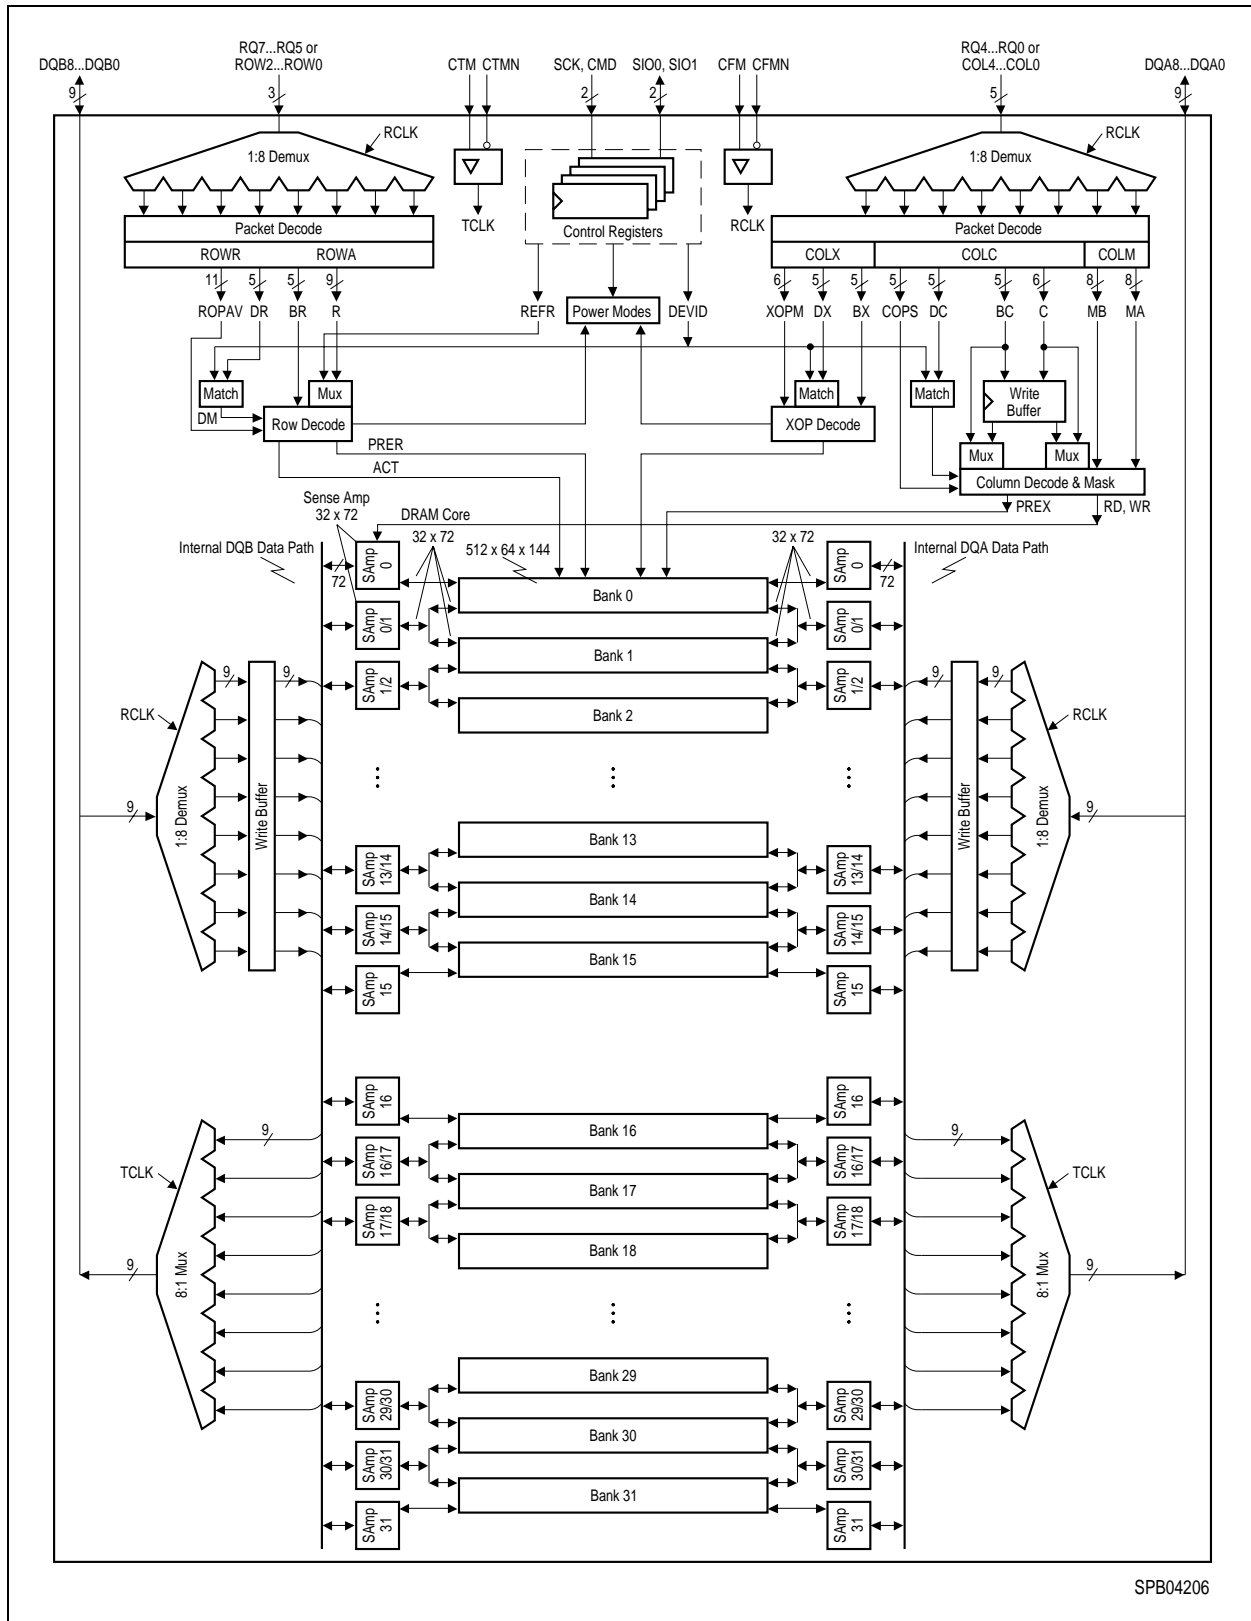 RQ7...RQ5 or
RQ4...RQ0 or
DQB8...DQB0
ROW2...ROW0
CTM CTMN
SCK, CMD
SIO0, SIO1
CFM CFMN
COL4...COL0
DQA8...DQA0
9
3
2
2
5
9
RCLK
1:8 Demux
RCLK
1:8 Demux
Packet Decode
TCLK
Control Registers
RCLK
Packet Decode
ROWR
ROWA
COLX
COLC
COLM
11
5
5
9
6
5
5
5
5
5
6
8
8
ROPAV
DR
BR
R
REFR
Power Modes
DEVID
XOPM
DX
BX
COPS
DC
BC
C
MB
MA
Match
Mux
Match
Match
Write
Buffer
DM
Row Decode
XOP Decode
PRER
Mux
Mux
ACT
Column Decode & Mask
Sense Amp
32 x 72
DRAM Core
PREX
RD, WR
Internal DQB Data Path
32 x 72
512 x 64 x 144
32 x 72
Internal DQA Data Path
72
SAmp
0
Bank 0
SAmp
0
72
SAmp
0/1
SAmp
0/1
Bank 1
SAmp
1/2
SAmp
1/2
Bank 2
9
9
9
9
RCLK
RCLK
9
1:8 Demux
Write Buffer
Write Buffer
1:8 Demux
9
Bank 13
SAmp
13/14
SAmp
13/14
Bank 14
SAmp
14/15
SAmp
14/15
Bank 15
SAmp
15
SAmp
15
SAmp
16
SAmp
16
Bank 16
9
9
SAmp
16/17
SAmp
16/17
TCLK
Bank 17
TCLK
SAmp
17/18
SAmp
17/18
Bank 18
9
8:1 Mux
8:1 Mux
9
Bank 29
SAmp
29/30
SAmp
29/30
Bank 30
SAmp
30/31
SAmp
30/31
Bank 31
SAmp
31
SAmp
31
SPB04206